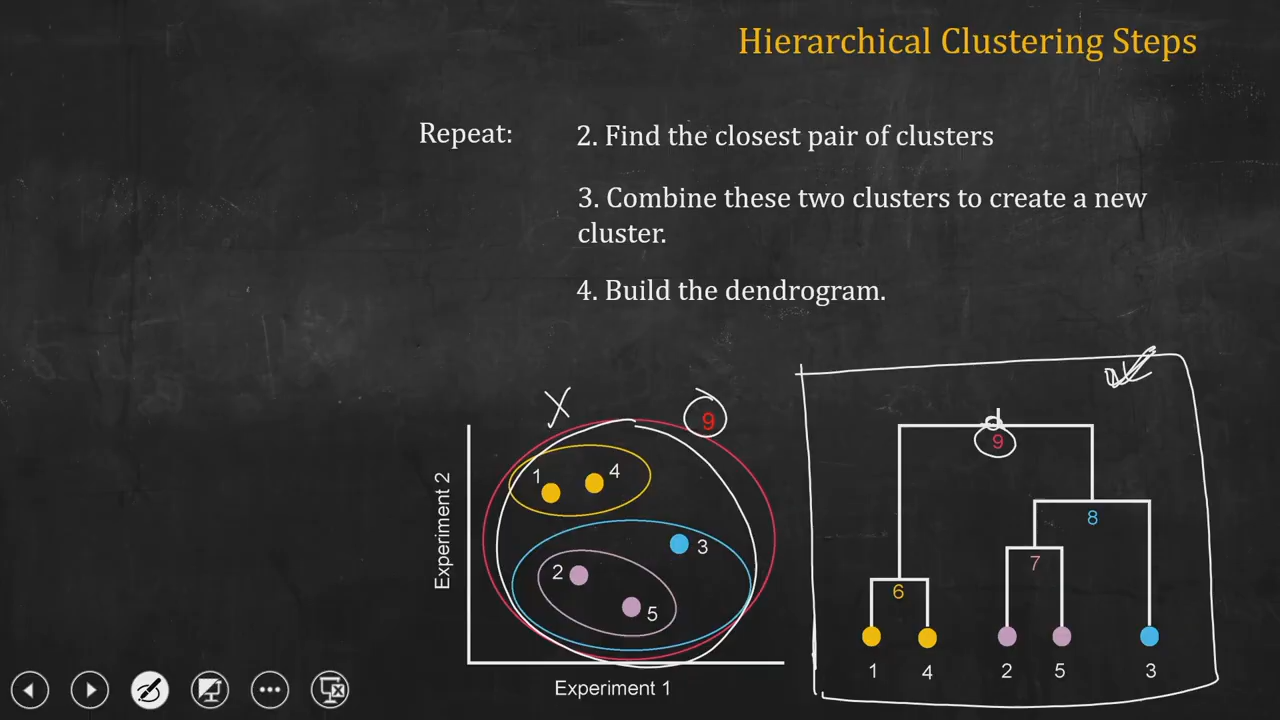 Hierarchical Clustering Steps
Repeat:
2. Find the closest pair of clusters
3. Combine these two clusters to create a new
cluster.
4. Build the dendrogram.
X
9
1
4
3
2
5
Experiment 2
Experiment 1
9
8
7
6
1 4 2 5 3